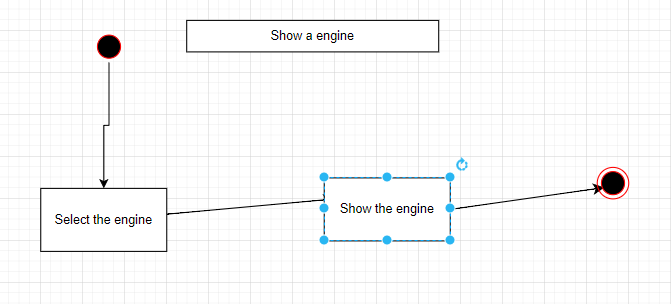 Show a engine
Select the engine
Show the engine